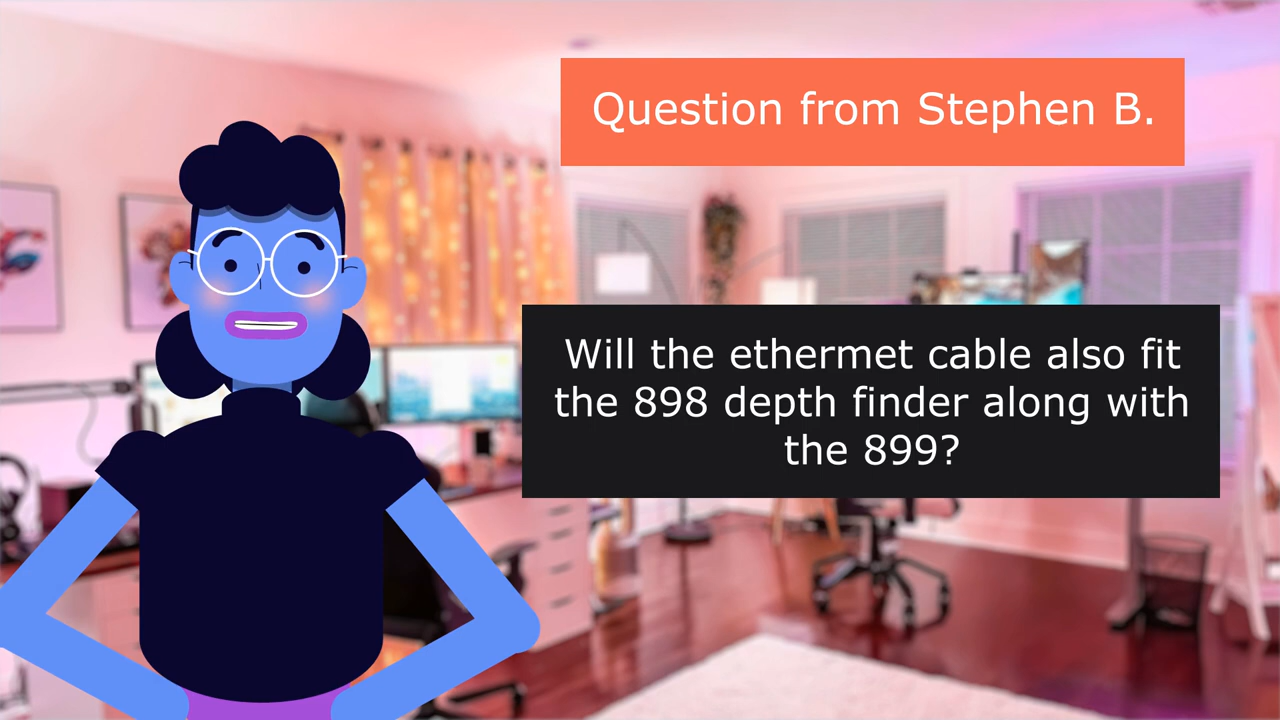 Question from Stephen B.
Will the ethermet cable also fit
the 898 depth finder along with
the 899?